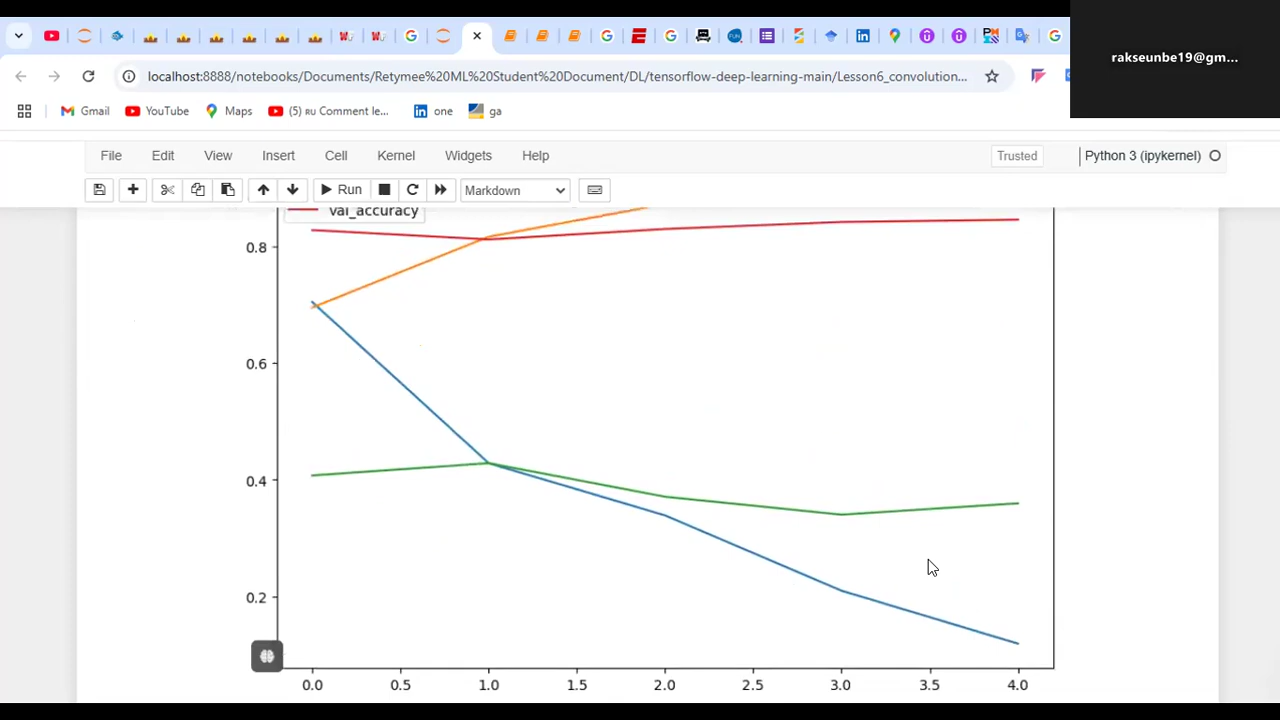 localhost:8888/notebooks/Documents/Retymee%20ML%20Student%20Document/DL/tensorflow-deep-learning-main/Lesson6_convolution...
rakseunbe19@gm...
Gmail YouTube Maps (5) ชม Comment le... one ga
File Edit View Insert Cell Kernel Widgets Help Trusted Python 3 (ipykernel)
Run Markdown
val_accuracy
0.8
0.6
0.4
0.2
0.0 0.5 1.0 1.5 2.0 2.5 3.0 3.5 4.0